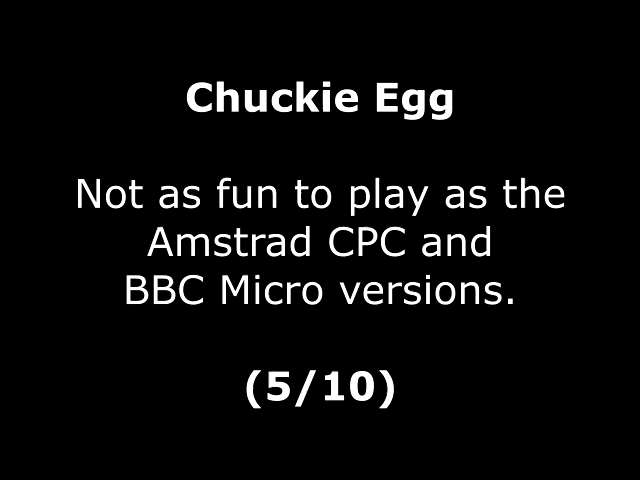 Chuckie Egg
Not as fun to play as the
Amstrad CPC and
BBC Micro versions.
(5/10)